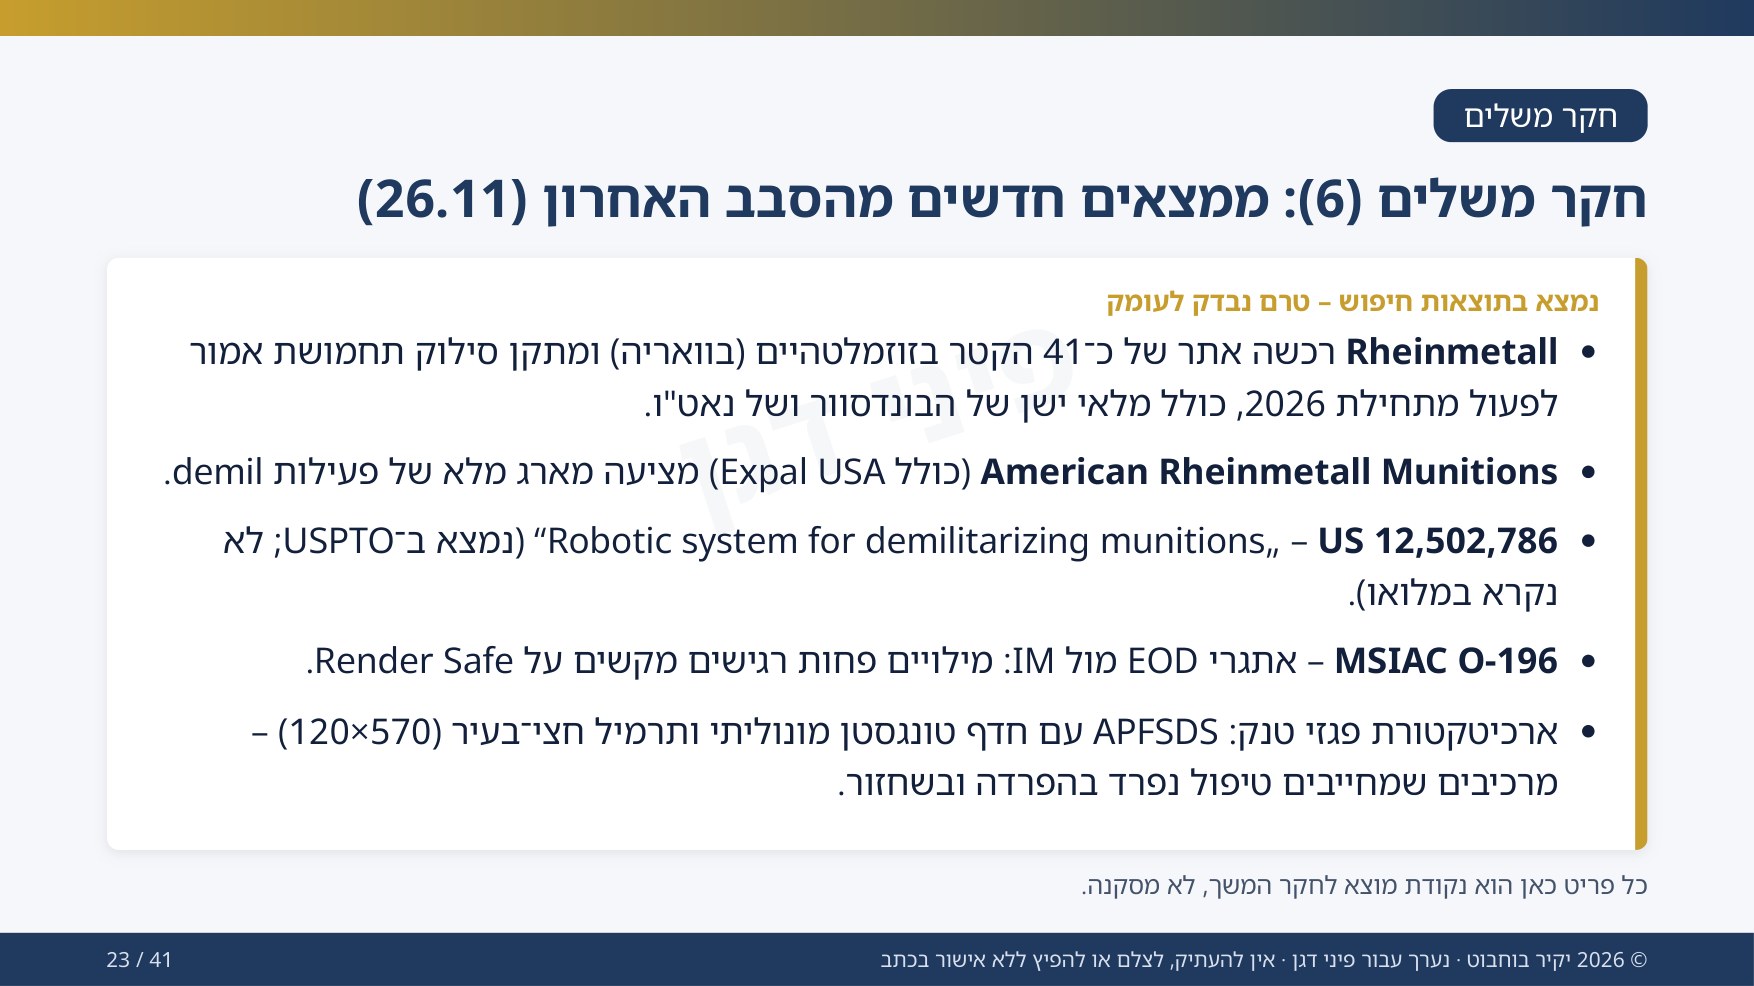 חקר משלים
חקר משלים (6): ממצאים חדשים מהסבב האחרון (26.11)
נמצא בתוצאות חיפוש – טרם נבדק לעומק
• Rheinmetall רכשה אתר של כ־41 הקטר בזוזמלטהיים (בוואריה) ומתקן סילוק תחמושת אמור
לפעול מתחילת 2026, כולל מלאי ישן של הבונדסוור ושל נאט"ו.
• American Rheinmetall Munitions (כולל Expal USA) מציעה מארג מלא של פעילות demil.
• US 12,502,786 – „Robotic system for demilitarizing munitions“ (נמצא ב־USPTO; לא
נקרא במלואו).
• MSIAC O-196 – אתגרי EOD מול IM: מילויים פחות רגישים מקשים על Render Safe.
• ארכיטקטורת פגזי טנק: APFSDS עם חדף טונגסטן מונוליתי ותרמיל חצי־בעיר (120×570) –
מרכיבים שמחייבים טיפול נפרד בהפרדה ובשחזור.
פיני דגן
כל פריט כאן הוא נקודת מוצא לחקר המשך, לא מסקנה.
© 2026 יקיר בוחבוט · נערך עבור פיני דגן · אין להעתיק, לצלם או להפיץ ללא אישור בכתב
23 / 41